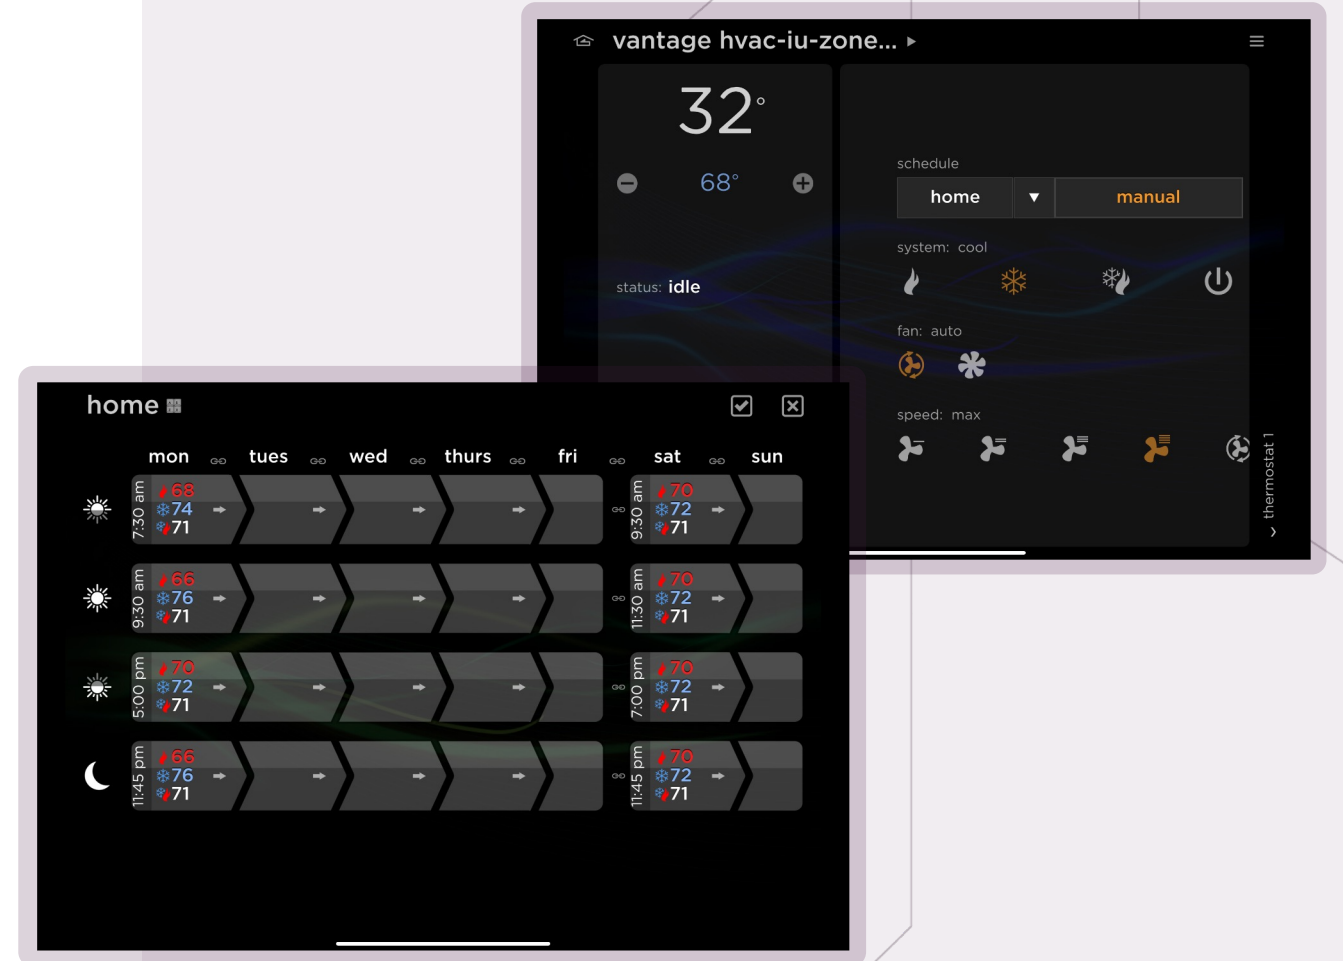 vantage hvac-iu-zone...
32°
68°
status: idle
schedule
home
manual
system: cool
fan: auto
speed: max
thermostat 1
home
mon tues wed thurs fri sat sun
7:30 am
68
74
71
9:30 am
70
72
71
9:30 am
66
76
71
11:30 am
70
72
71
5:00 pm
70
72
71
7:00 pm
70
72
71
11:45 pm
66
76
71
11:45 pm
70
72
71